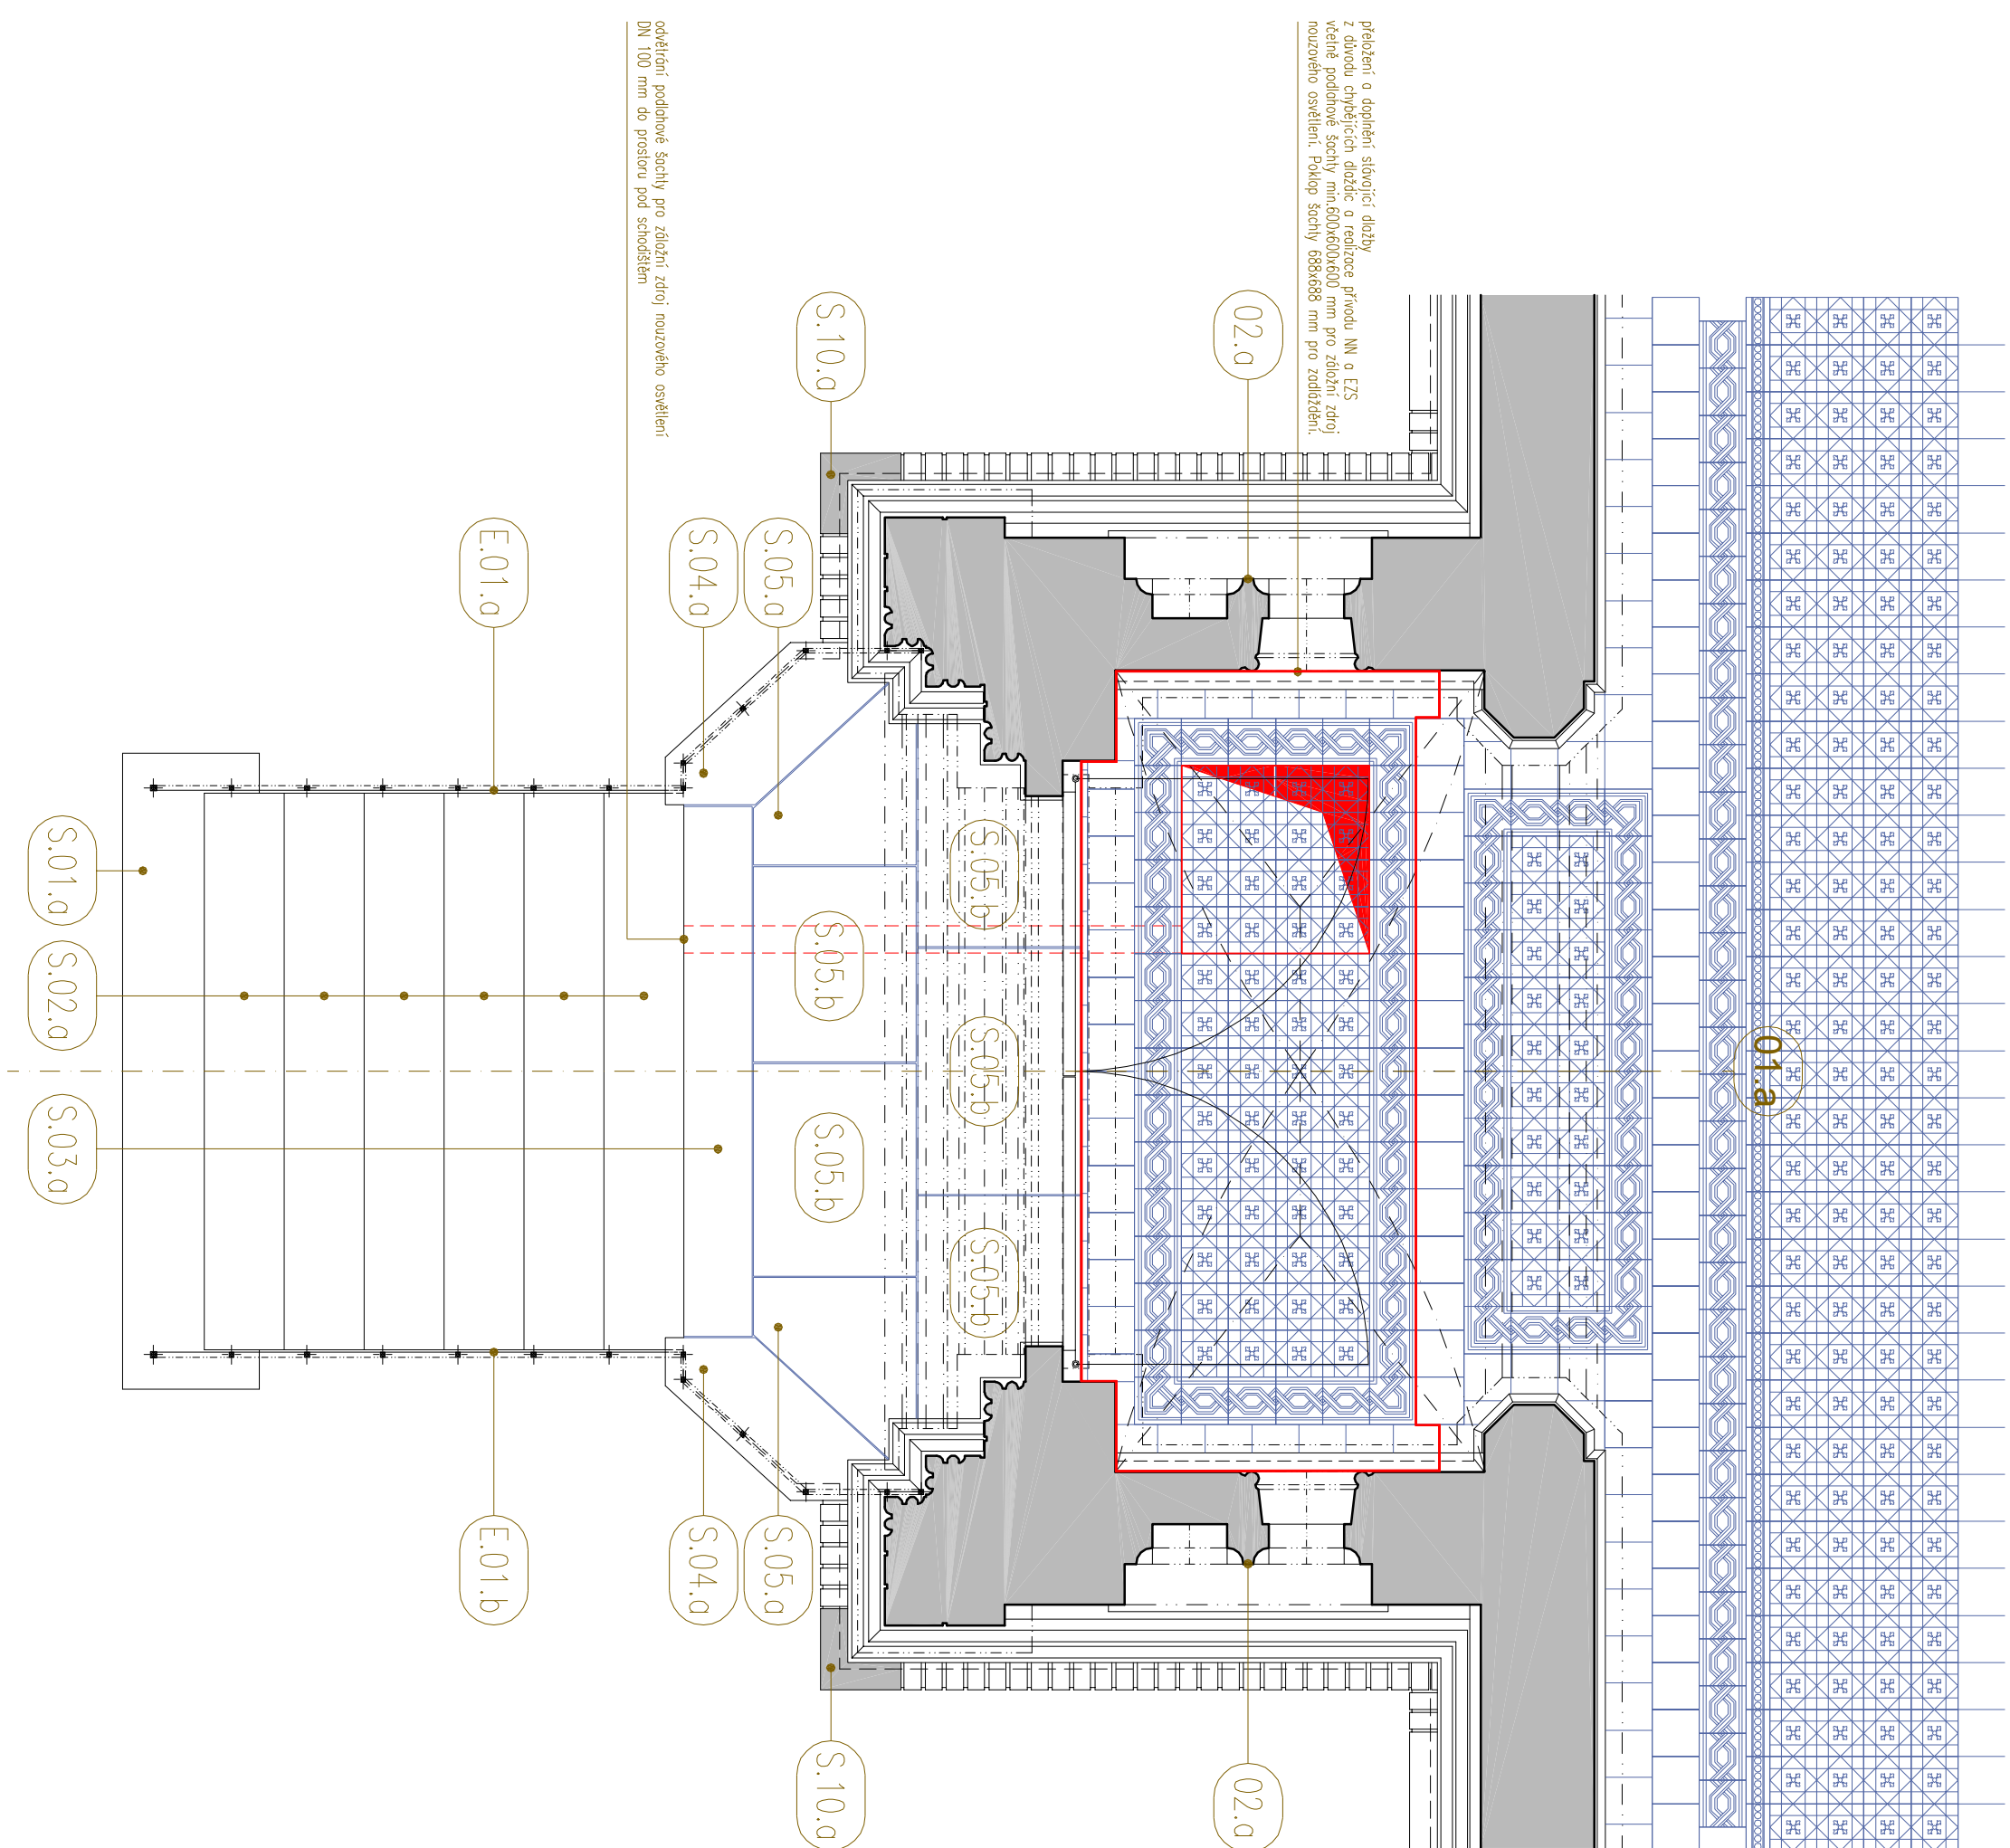 přeložení a doplnění stávající dlažby
z důvodu chybějících dlaždic a realizace přívodu NN a EZS
včetně podlahové šachty min.600x600x600 mm pro záložní zdroj
nouzového osvětlení. Poklop šachty 688x688 mm pro zadláždění.
odvětrání podlahové šachty pro záložní zdroj nouzového osvětlení
DN 100 mm do prostoru pod schodištěm
02.a
S.10.a
S.05.a
S.04.a
E.01.a
01.a
S.05.b
S.05.b
S.05.b
S.05.b
S.05.b
S.01.a
S.02.a
S.03.a
S.05.a
S.04.a
E.01.b
02.a
S.10.a